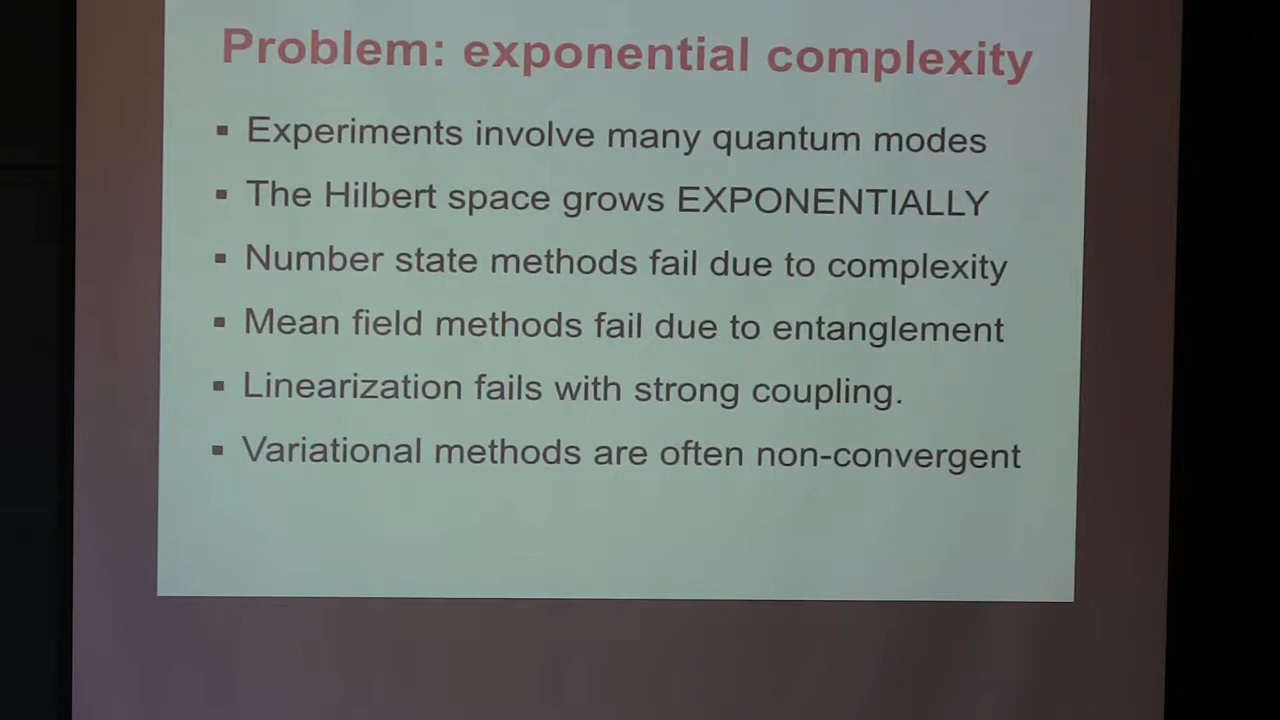 Problem: exponential complexity
▪ Experiments involve many quantum modes
▪ The Hilbert space grows EXPONENTIALLY
▪ Number state methods fail due to complexity
▪ Mean field methods fail due to entanglement
▪ Linearization fails with strong coupling.
▪ Variational methods are often non-convergent